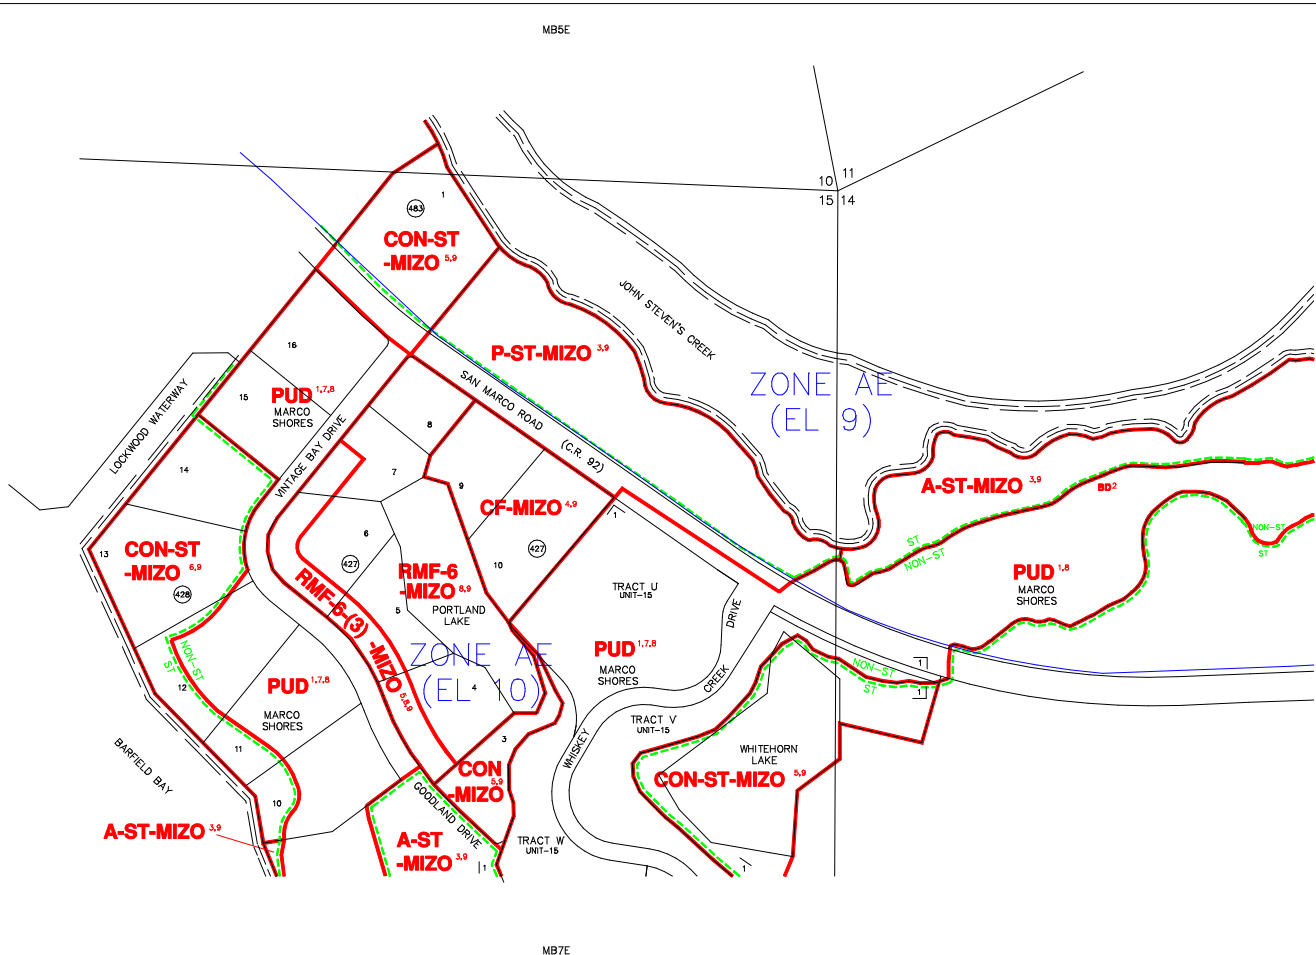 MB5E
10 11
15 14
1
483
CON-ST
-MIZO 5,9
JOHN STEVEN'S CREEK
P-ST-MIZO 3,9
ZONE AE
(EL 9)
16
15
PUD 1,7,8
MARCO
SHORES
LOCKWOOD WATERWAY
VINTAGE BAY DRIVE
SAN MARCO ROAD
(C.R. 92)
8
7
9
14
A-ST-MIZO 3,9
BD2
CF-MIZO 4,9
1
6
427
427
10
ST
NON-ST
NON-ST
ST
13
CON-ST
-MIZO 6,9
428
RMF-6
-MIZO 8,9
5
PORTLAND
LAKE
RMF-6-(3) -MIZO 5,8,9
TRACT U
UNIT-15
PUD 1,8
MARCO
SHORES
DRIVE
CREEK
WHISKEY
PUD 1,7,8
MARCO
SHORES
ZONE AE
(EL 10)
4
NON-ST
ST
12
PUD 1,7,8
MARCO
SHORES
NON-ST
ST
1
1
TRACT V
UNIT-15
3
11
WHITEHORN
LAKE
CON-ST-MIZO 5,9
BARFIELD BAY
CON
5,9
-MIZO
10
GOODLAND DRIVE
A-ST-MIZO 3,9
A-ST
-MIZO 3,9
TRACT W
UNIT-15
1
1
MB7E